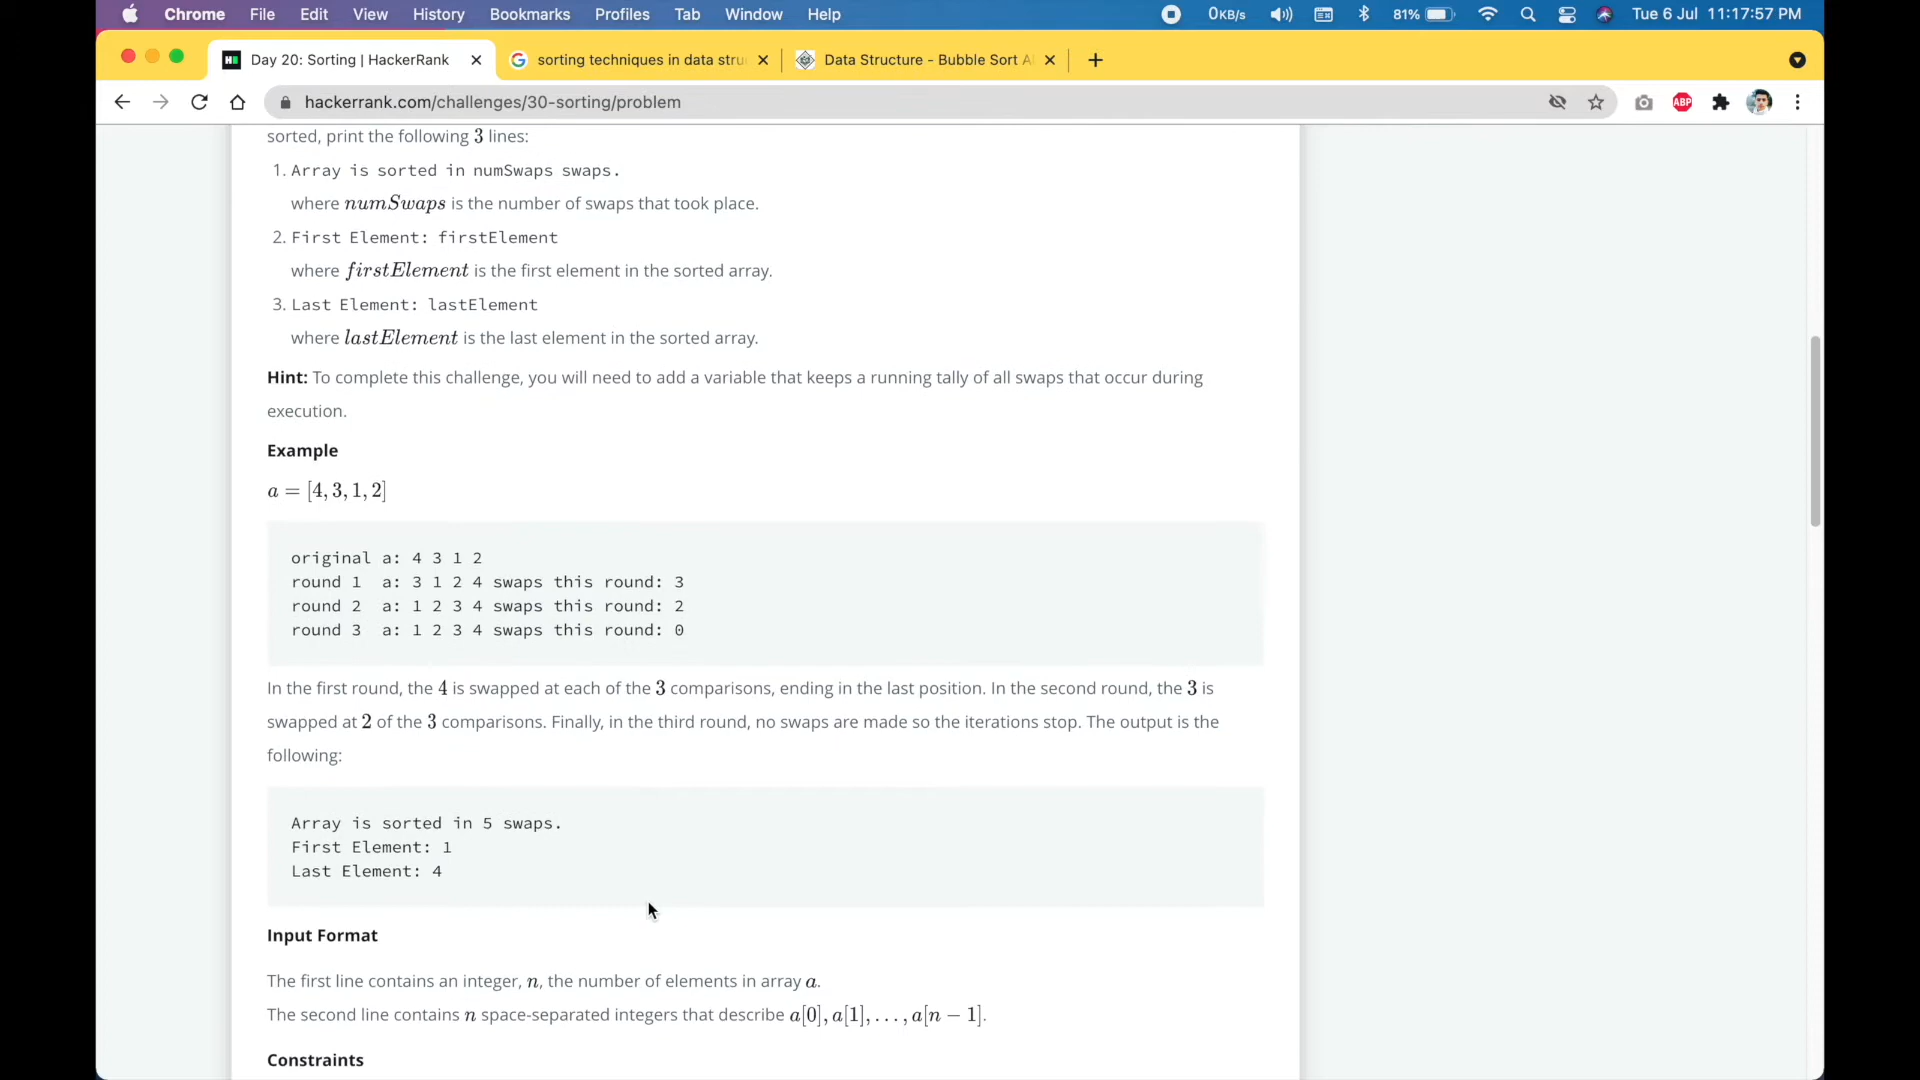 Chrome File Edit View History Bookmarks Profiles Tab Window Help 0KB/s 81% Tue 6 Jul 11:17:57 PM
Day 20: Sorting | HackerRank sorting techniques in data stru Data Structure - Bubble Sort A
hackerrank.com/challenges/30-sorting/problem ABP
sorted, print the following 3 lines:
1. Array is sorted in numSwaps swaps.
where numSwaps is the number of swaps that took place.
2. First Element: firstElement
where firstElement is the first element in the sorted array.
3. Last Element: lastElement
where lastElement is the last element in the sorted array.
Hint: To complete this challenge, you will need to add a variable that keeps a running tally of all swaps that occur during
execution.
Example
a = [4, 3, 1, 2]
original a: 4 3 1 2
round 1 a: 3 1 2 4 swaps this round: 3
round 2 a: 1 2 3 4 swaps this round: 2
round 3 a: 1 2 3 4 swaps this round: 0
In the first round, the 4 is swapped at each of the 3 comparisons, ending in the last position. In the second round, the 3 is
swapped at 2 of the 3 comparisons. Finally, in the third round, no swaps are made so the iterations stop. The output is the
following:
Array is sorted in 5 swaps.
First Element: 1
Last Element: 4
Input Format
The first line contains an integer, n, the number of elements in array a.
The second line contains n space-separated integers that describe a[0], a[1], . . . , a[n − 1].
Constraints